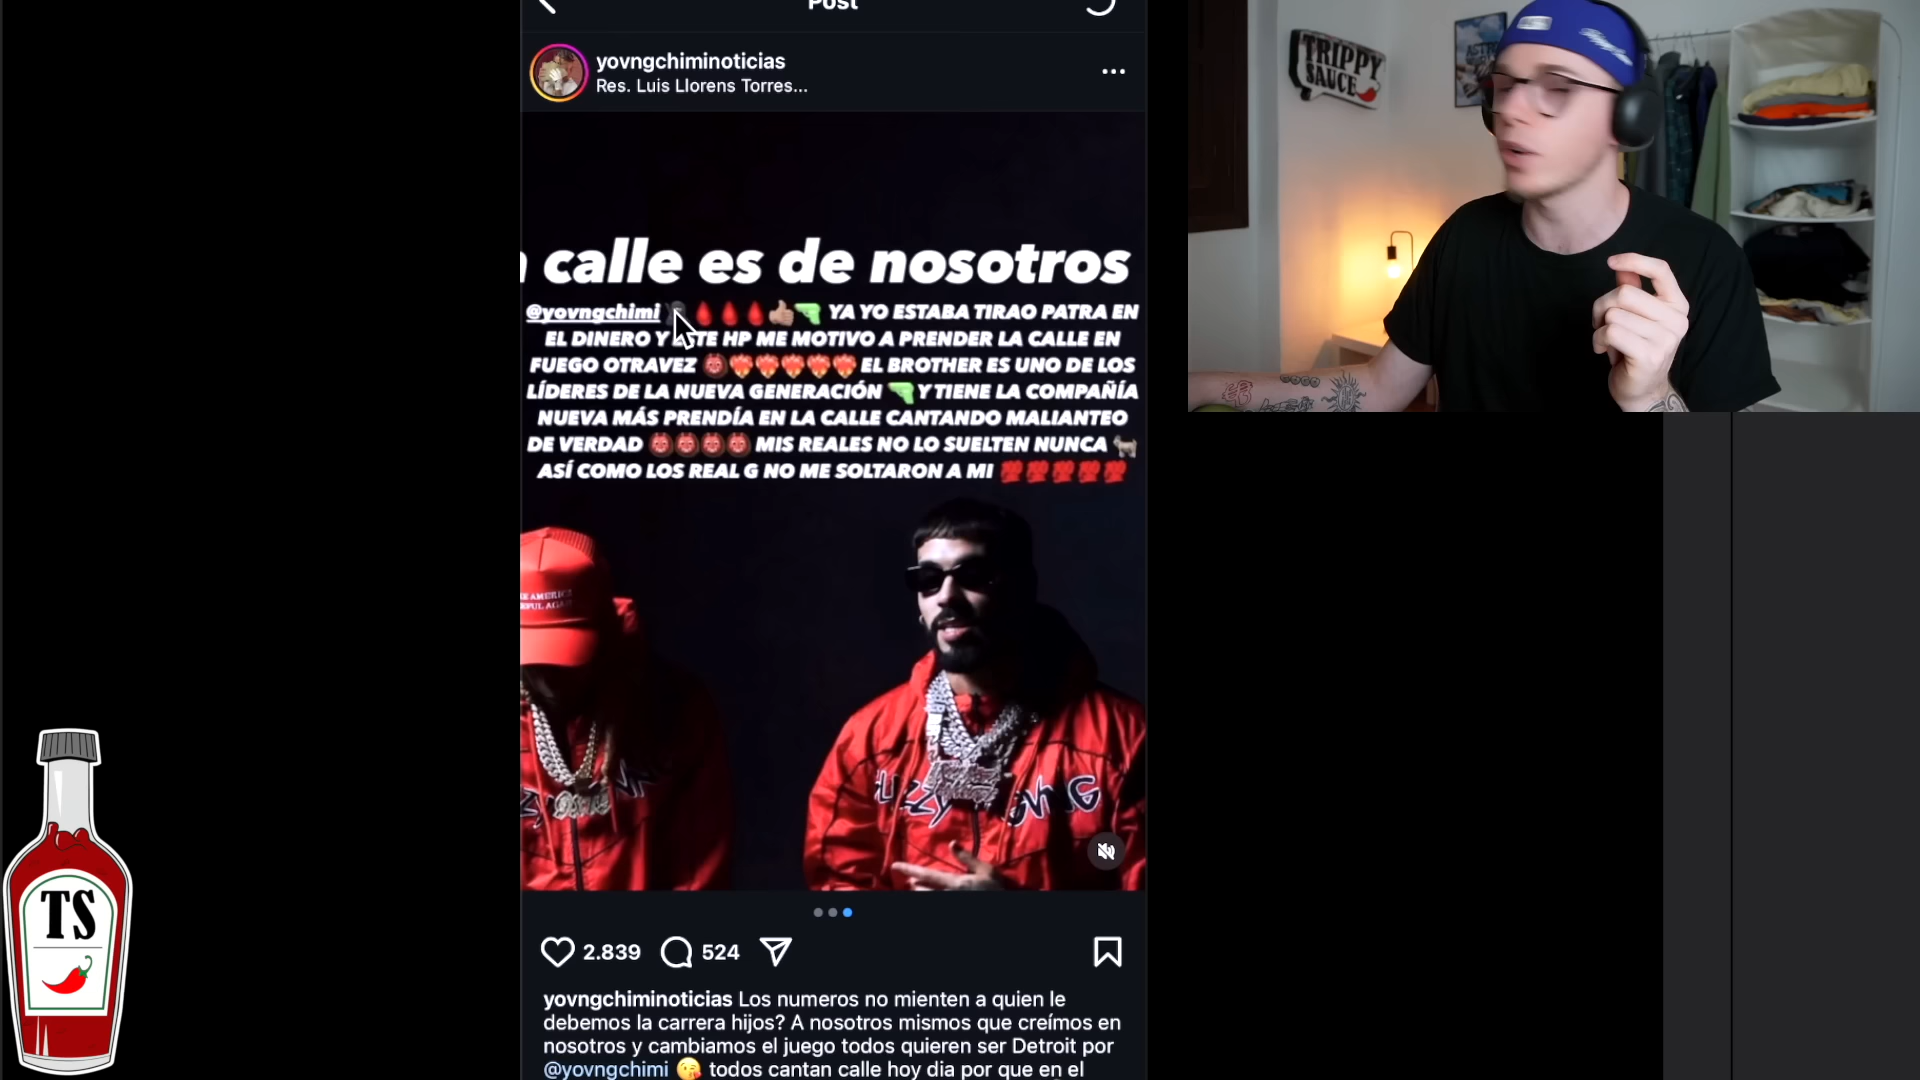 Post
yovngchiminoticias
Res. Luis Llorens Torres...
TRIPPY
SAUCE
calle es de nosotros
@yovngchimi 🩸🩸🩸👍🏽🔫 YA YO ESTABA TIRAO PATRA EN
EL DINERO Y ESTE HP ME MOTIVO A PRENDER LA CALLE EN
FUEGO OTRAVEZ 👹❤️‍🔥❤️‍🔥❤️‍🔥❤️‍🔥❤️‍🔥 EL BROTHER ES UNO DE LOS
LÍDERES DE LA NUEVA GENERACIÓN 🔫 Y TIENE LA COMPAÑÍA
NUEVA MÁS PRENDÍA EN LA CALLE CANTANDO MALIANTEO
DE VERDAD 👹👹👹👹 MIS REALES NO LO SUELTEN NUNCA 🐐
ASÍ COMO LOS REAL G NO ME SOLTARON A MI 💯💯💯💯💯
2.839 524
yovngchiminoticias Los numeros no mienten a quien le
debemos la carrera hijos? A nosotros mismos que creímos en
nosotros y cambiamos el juego todos quieren ser Detroit por
@yovngchimi 😘 todos cantan calle hoy dia por que en el
TS